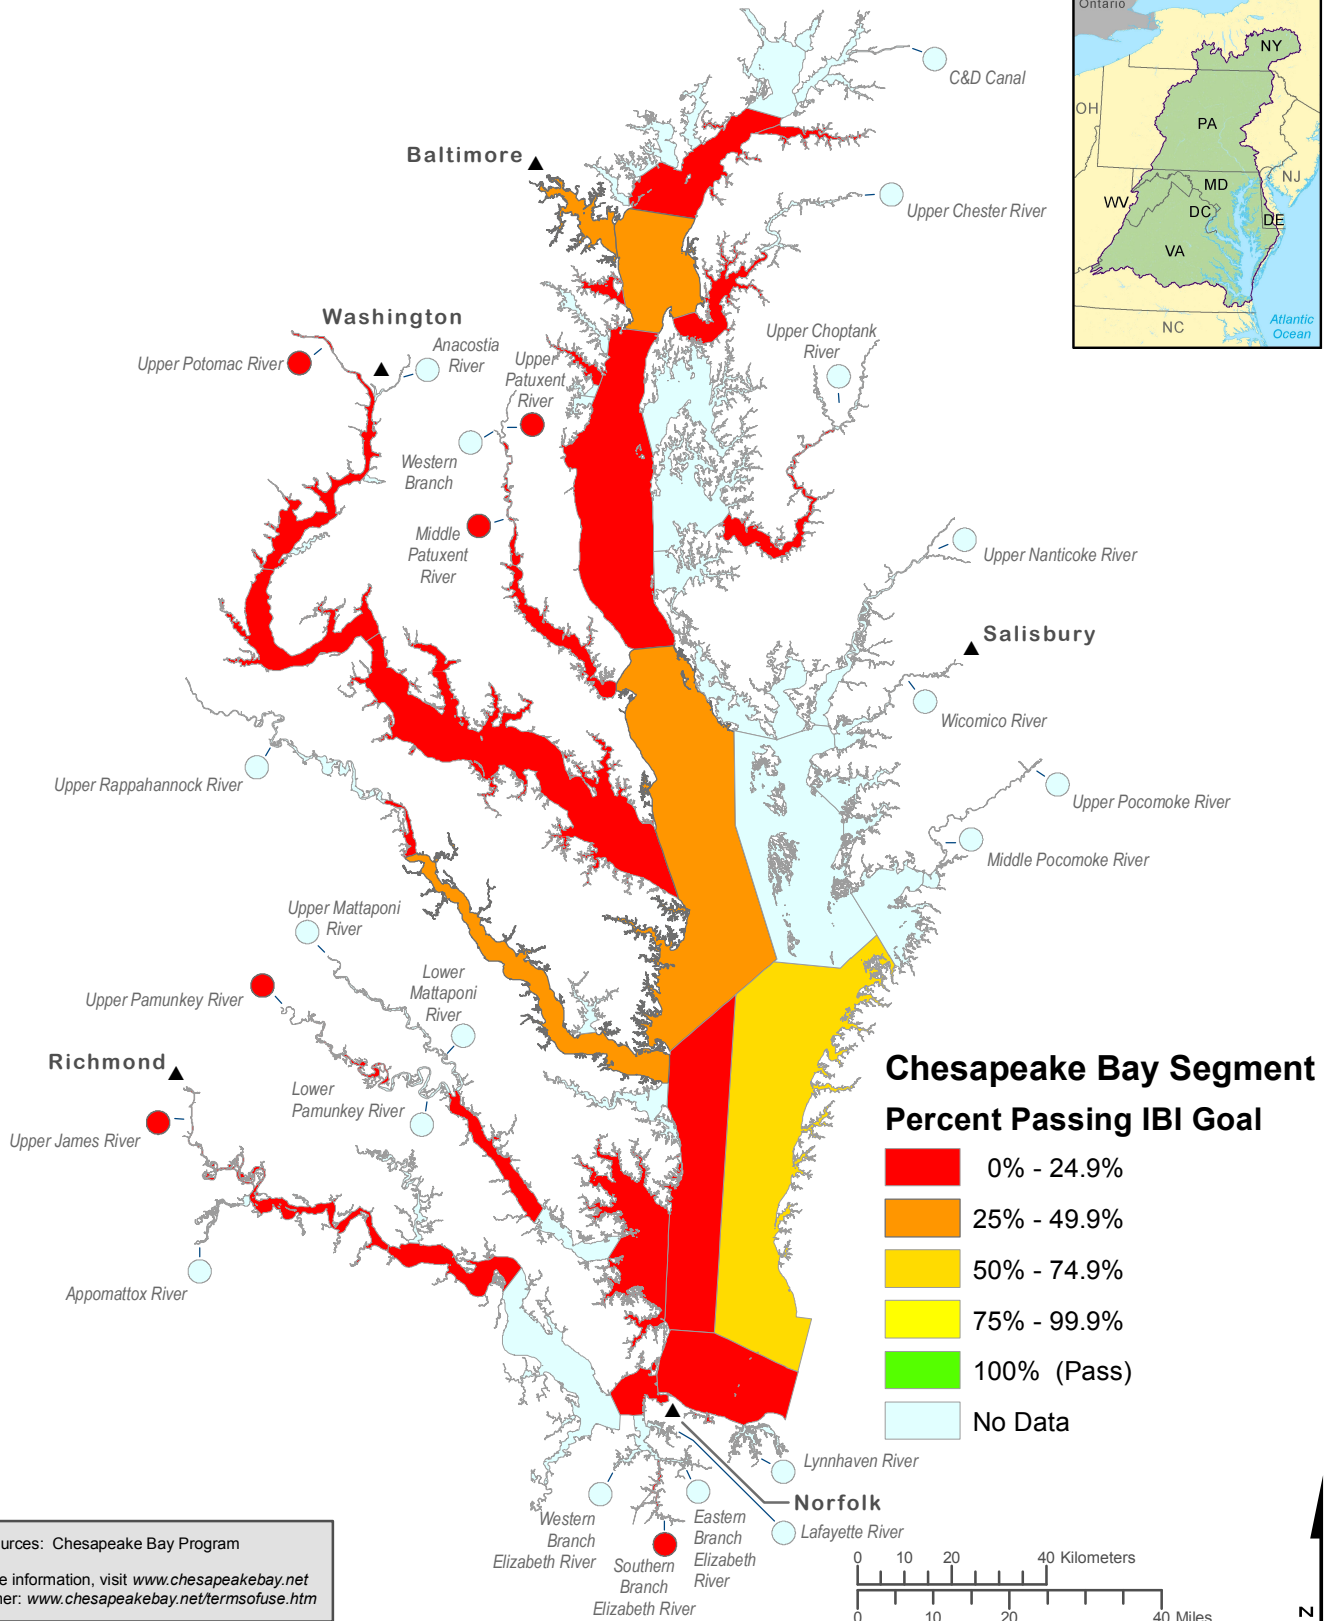 Ontario
NY
OH
PA
NJ
MD
WV
DC
DE
VA
NC
Atlantic
Ocean
C&D Canal
Baltimore
Upper Chester River
Washington
Upper Potomac River
Anacostia
River
Upper
Patuxent
River
Upper Choptank
River
Western
Branch
Middle
Patuxent
River
Upper Nanticoke River
Salisbury
Wicomico River
Upper Rappahannock River
Upper Pocomoke River
Middle Pocomoke River
Upper Mattaponi
River
Lower
Mattaponi
River
Upper Pamunkey River
Richmond
Lower
Pamunkey River
Upper James River
Appomattox River
Chesapeake Bay Segment
Percent Passing IBI Goal
0% - 24.9%
25% - 49.9%
50% - 74.9%
75% - 99.9%
100% (Pass)
No Data
Lynnhaven River
Norfolk
Lafayette River
Western
Branch
Elizabeth River
Southern
Branch
Elizabeth River
Eastern
Branch
Elizabeth
River
urces: Chesapeake Bay Program
e information, visit www.chesapeakebay.net
ner: www.chesapeakebay.net/termsofuse.htm
0 10 20 40 Kilometers
0 10 20 40 Miles
N